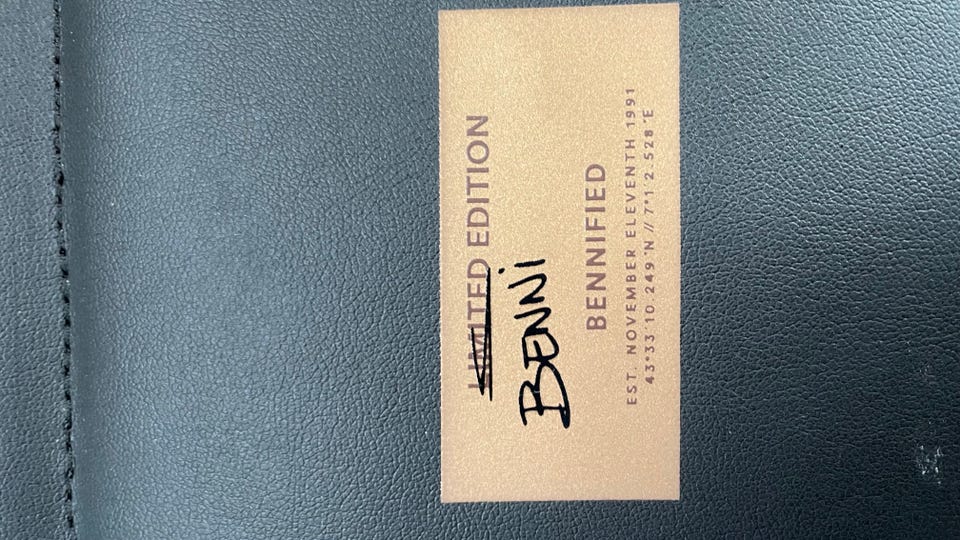 LIMITED EDITION
BENNi
BENNIFIED
EST. NOVEMBER ELEVENTH 1991
43°33'10.249"N // 7°1'2.528"E